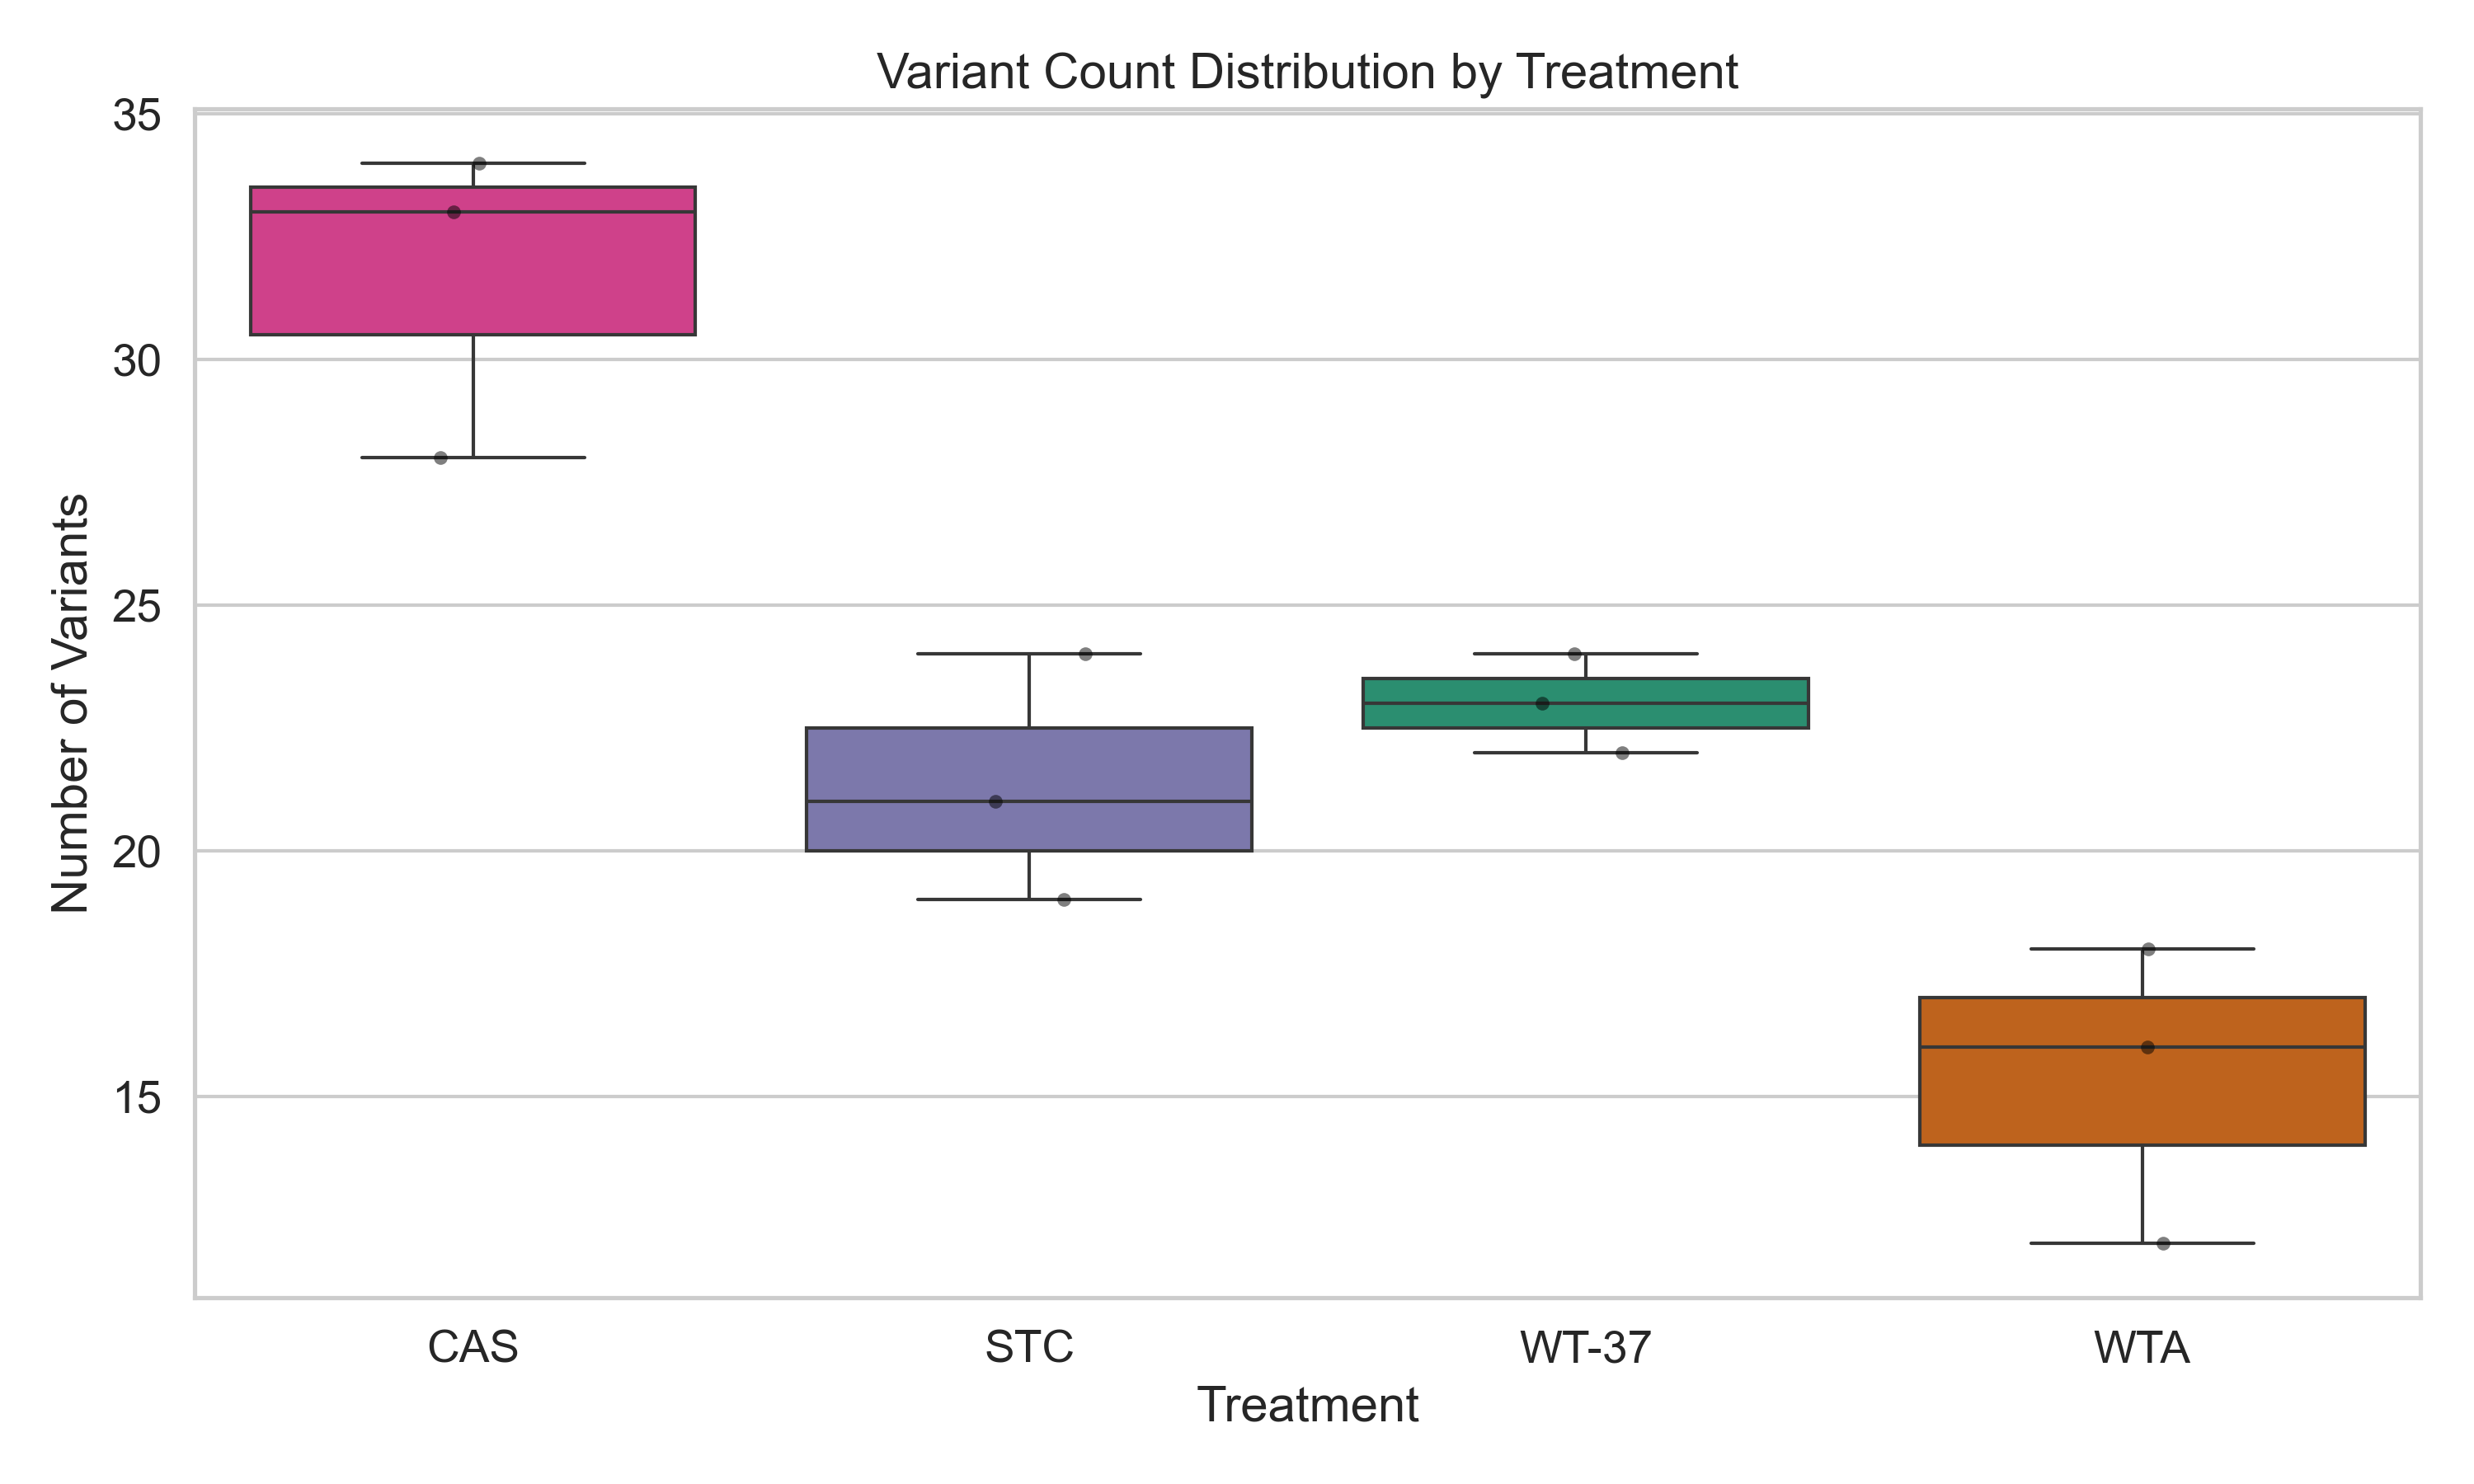 Variant Count Distribution by Treatment
35
30
25
20
15
Number of Variants
CAS
STC
WT-37
WTA
Treatment